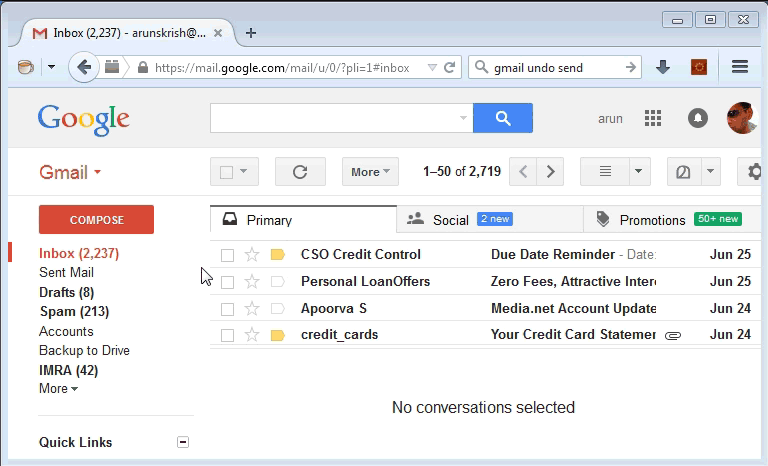 Inbox (2,237) - arunskrish@...
https://mail.google.com/mail/u/0/?pli=1#inbox
gmail undo send
Google
arun
Gmail
More
1–50 of 2,719
COMPOSE
Primary
Social 2 new
Promotions 50+ new
Inbox (2,237)
Sent Mail
Drafts (8)
Spam (213)
Accounts
Backup to Drive
IMRA (42)
More
CSO Credit Control Due Date Reminder - Date: Jun 25
Personal LoanOffers Zero Fees, Attractive Inter Jun 25
Apoorva S Media.net Account Update Jun 24
credit_cards Your Credit Card Statemer Jun 24
No conversations selected
Quick Links